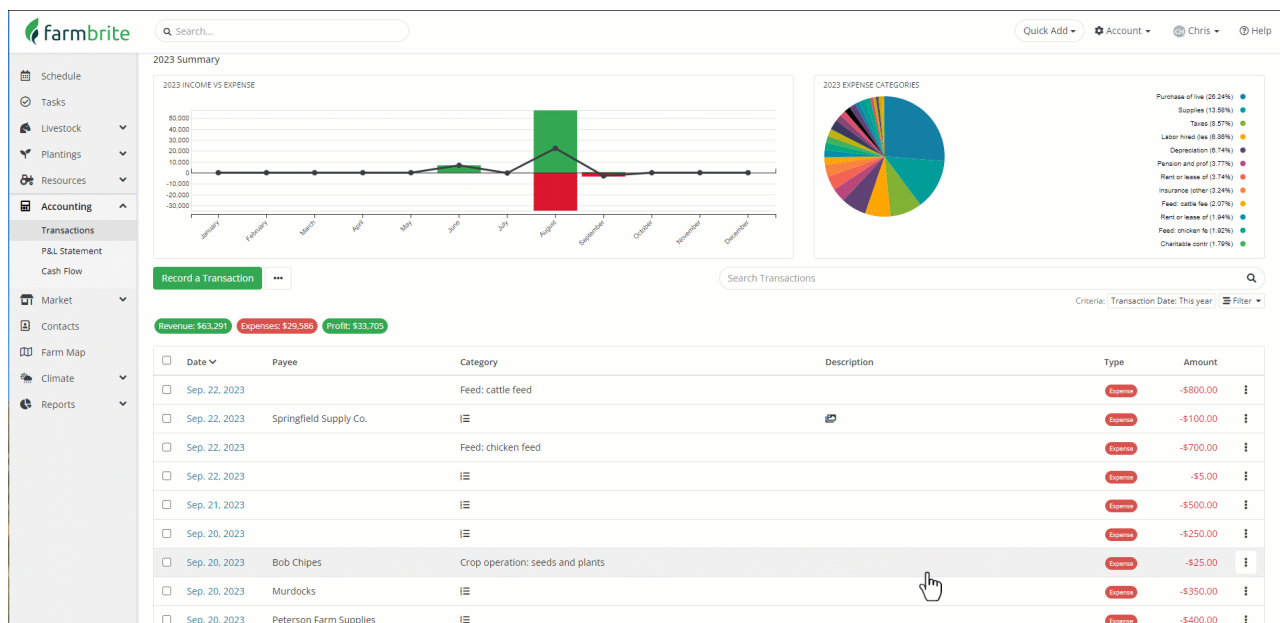 farmbrite
Search...
Quick Add
Account
CH Chris
Help
Schedule
Tasks
Livestock
Plantings
Resources
Accounting
Transactions
P&L Statement
Cash Flow
Market
Contacts
Farm Map
Climate
Reports
2023 Summary
2023 INCOME VS EXPENSE
50,000
40,000
30,000
20,000
10,000
0
-10,000
-20,000
-30,000
January
February
March
April
May
June
July
August
September
October
November
December
2023 EXPENSE CATEGORIES
Purchase of live (26.24%)
Supplies (13.58%)
Taxes (8.57%)
Labor hired (les (6.86%)
Depreciation (6.74%)
Pension and prof (3.77%)
Rent or lease of (3.74%)
Insurance (other (3.24%)
Feed: cattle fee (2.07%)
Rent or lease of (1.94%)
Feed: chicken fe (1.92%)
Charitable contr (1.79%)
Record a Transaction
Search Transactions
Criteria: Transaction Date: This year Filter
Revenue: $63,291 Expenses: $29,586 Profit: $33,705
Date Payee Category Description Type Amount
Sep. 22, 2023 Feed: cattle feed Expense -$800.00
Sep. 22, 2023 Springfield Supply Co. Expense -$100.00
Sep. 22, 2023 Feed: chicken feed Expense -$700.00
Sep. 22, 2023 Expense -$5.00
Sep. 21, 2023 Expense -$500.00
Sep. 20, 2023 Expense -$250.00
Sep. 20, 2023 Bob Chipes Crop operation: seeds and plants Expense -$25.00
Sep. 20, 2023 Murdocks Expense -$350.00
Sep. 20, 2023 Peterson Farm Supplies Expense -$400.00